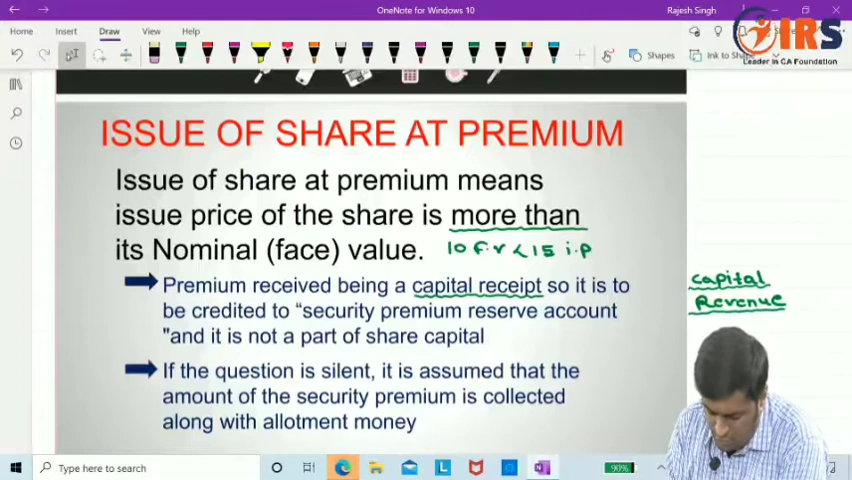 OneNote for Windows 10
Rajesh Singh
Home
Insert
Draw
View
Help
Shapes
Ink to Shape
IRS
Leader in CA Foundation
ISSUE OF SHARE AT PREMIUM
Issue of share at premium means
issue price of the share is more than
its Nominal (face) value.
10 f.v < 15 i.p
Premium received being a capital receipt so it is to
be credited to “security premium reserve account
"and it is not a part of share capital
Capital
Revenue
If the question is silent, it is assumed that the
amount of the security premium is collected
along with allotment money
Type here to search
90%